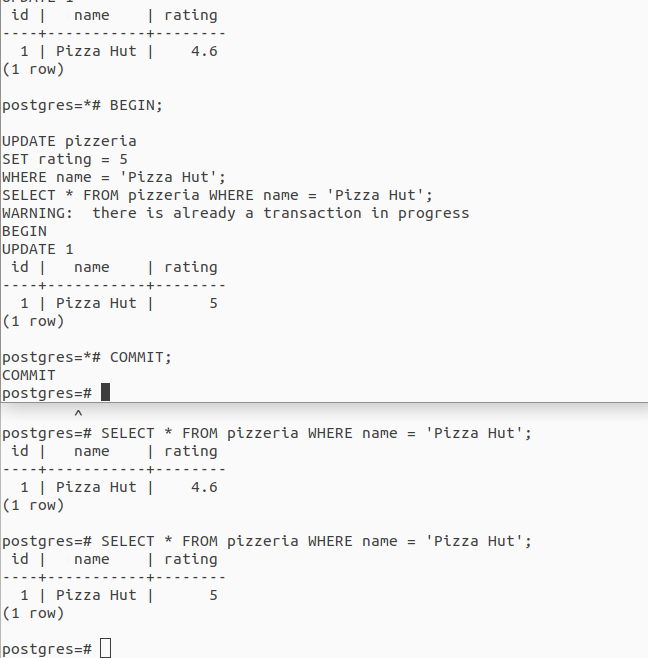 UPDATE 1
 id |   name    | rating
----+-----------+--------
  1 | Pizza Hut |    4.6
(1 row)
postgres=*# BEGIN;
UPDATE pizzeria
SET rating = 5
WHERE name = 'Pizza Hut';
SELECT * FROM pizzeria WHERE name = 'Pizza Hut';
WARNING:  there is already a transaction in progress
BEGIN
UPDATE 1
 id |   name    | rating
----+-----------+--------
  1 | Pizza Hut |      5
(1 row)
postgres=*# COMMIT;
COMMIT
postgres=#
        ^
postgres=# SELECT * FROM pizzeria WHERE name = 'Pizza Hut';
 id |   name    | rating
----+-----------+--------
  1 | Pizza Hut |    4.6
(1 row)
postgres=# SELECT * FROM pizzeria WHERE name = 'Pizza Hut';
 id |   name    | rating
----+-----------+--------
  1 | Pizza Hut |      5
(1 row)
postgres=#